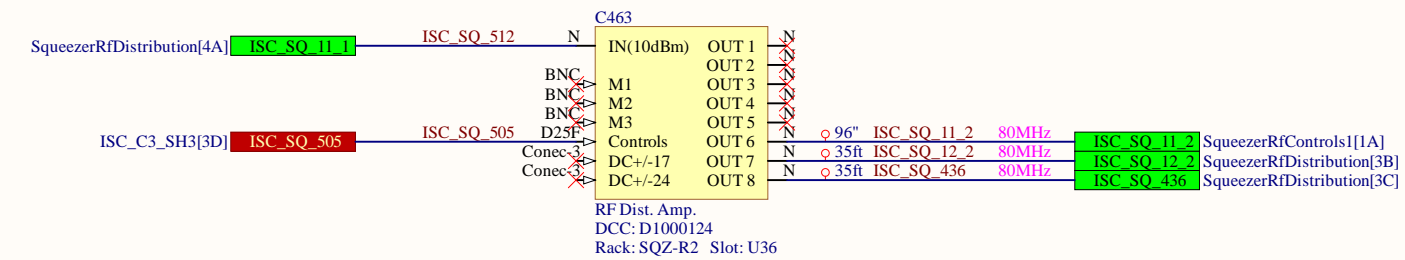 C463
SqueezerRfDistribution[4A] ISC_SQ_11_1 ISC_SQ_512 N IN(10dBm) OUT 1 N
OUT 2 N
BNC M1 OUT 3 N
BNC M2 OUT 4 N
BNC M3 OUT 5 N
ISC_C3_SH3[3D] ISC_SQ_505 ISC_SQ_505 D25F Controls OUT 6 N 96" ISC_SQ_11_2 80MHz ISC_SQ_11_2 SqueezerRfControls1[1A]
Conec-3 DC+/-17 OUT 7 N 35ft ISC_SQ_12_2 80MHz ISC_SQ_12_2 SqueezerRfDistribution[3B]
Conec-3 DC+/-24 OUT 8 N 35ft ISC_SQ_436 80MHz ISC_SQ_436 SqueezerRfDistribution[3C]
RF Dist. Amp.
DCC: D1000124
Rack: SQZ-R2 Slot: U36